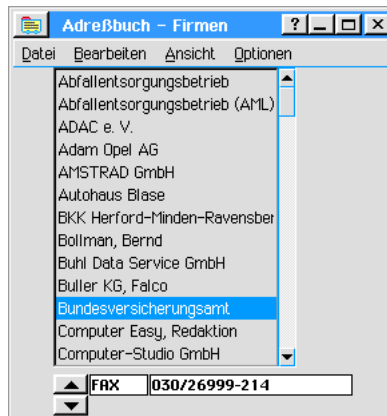 Adreßbuch – Firmen
Datei Bearbeiten Ansicht Optionen
Abfallentsorgungsbetrieb
Abfallentsorgungsbetrieb (AML)
ADAC e. V.
Adam Opel AG
AMSTRAD GmbH
Autohaus Blase
BKK Herford-Minden-Ravensber
Bollman, Bernd
Buhl Data Service GmbH
Buller KG, Falco
Bundesversicherungsamt
Computer Easy, Redaktion
Computer-Studio GmbH
FAX 030/26999-214